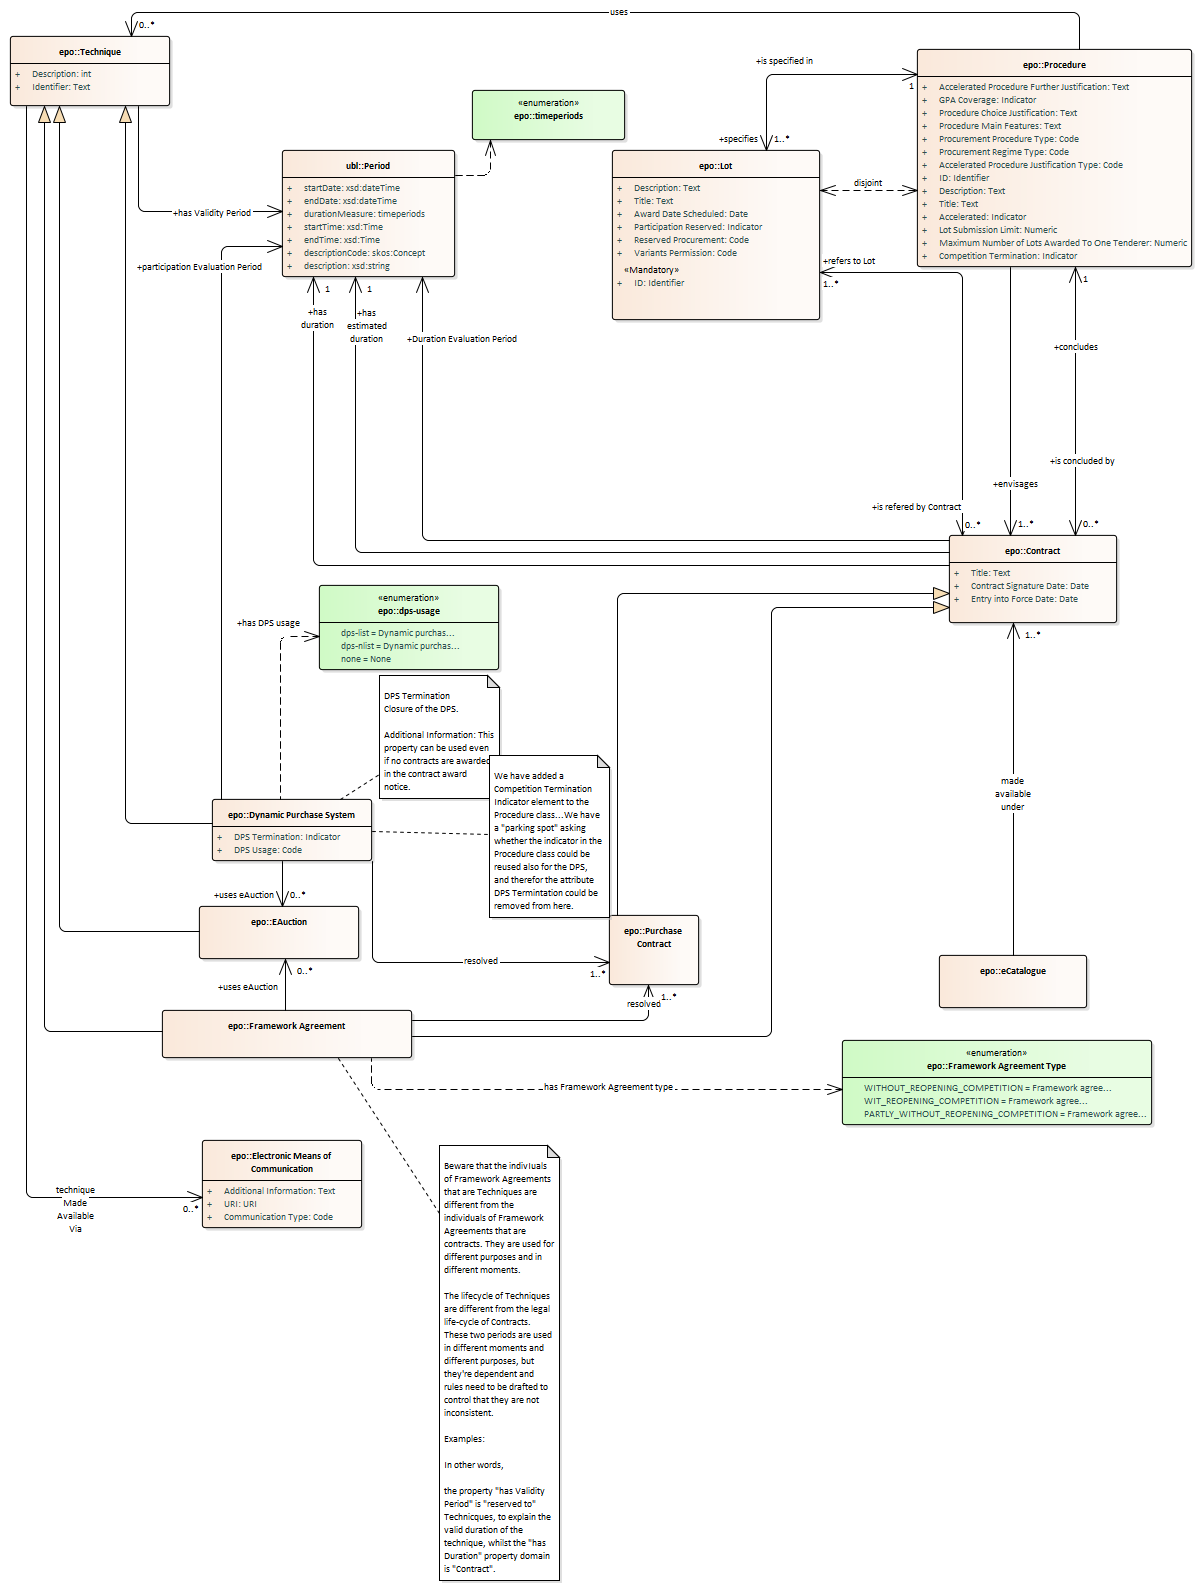 uses
0..*
epo::Technique
+ Description: int
+ Identifier: Text
epo::Procedure
+ Accelerated Procedure Further Justification: Text
+ GPA Coverage: Indicator
+ Procedure Choice Justification: Text
+ Procedure Main Features: Text
+ Procurement Procedure Type: Code
+ Procurement Regime Type: Code
+ Accelerated Procedure Justification Type: Code
+ ID: Identifier
+ Description: Text
+ Title: Text
+ Accelerated: Indicator
+ Lot Submission Limit: Numeric
+ Maximum Number of Lots Awarded To One Tenderer: Numeric
+ Competition Termination: Indicator
+is specified in
1
+specifies
1..*
«enumeration»
epo::timeperiods
ubl::Period
+ startDate: xsd:dateTime
+ endDate: xsd:dateTime
+ durationMeasure: timeperiods
+ startTime: xsd:Time
+ endTime: xsd:Time
+ descriptionCode: skos:Concept
+ description: xsd:string
epo::Lot
+ Description: Text
+ Title: Text
+ Award Date Scheduled: Date
+ Participation Reserved: Indicator
+ Reserved Procurement: Code
+ Variants Permission: Code
«Mandatory»
+ ID: Identifier
disjoint
+has Validity Period
+participation Evaluation Period
+refers to Lot
1..*
1
+has
duration
1
+has
estimated
duration
+Duration Evaluation Period
1
+concludes
+is concluded by
+envisages
+is refered by Contract
0..*
1..*
0..*
epo::Contract
+ Title: Text
+ Contract Signature Date: Date
+ Entry into Force Date: Date
1..*
«enumeration»
epo::dps-usage
dps-list = Dynamic purchas...
dps-nlist = Dynamic purchas...
none = None
+has DPS usage
DPS Termination
Closure of the DPS.
Additional Information: This
property can be used even
if no contracts are awarded
in the contract award
notice.
We have added a
Competition Termination
Indicator element to the
Procedure class...We have
a "parking spot" asking
whether the indicator in the
Procedure class could be
reused also for the DPS,
and therefor the attribute
DPS Termintation could be
removed from here.
made
available
under
epo::Dynamic Purchase System
+ DPS Termination: Indicator
+ DPS Usage: Code
+uses eAuction
0..*
epo::EAuction
epo::Purchase
Contract
resolved
1..*
epo::eCatalogue
0..*
+uses eAuction
resolved
1..*
epo::Framework Agreement
«enumeration»
epo::Framework Agreement Type
WITHOUT_REOPENING_COMPETITION = Framework agree...
WIT_REOPENING_COMPETITION = Framework agree...
PARTLY_WITHOUT_REOPENING_COMPETITION = Framework agree...
has Framework Agreement type
epo::Electronic Means of
Communication
+ Additional Information: Text
+ URI: URI
+ Communication Type: Code
technique
Made
Available
Via
0..*
Beware that the indivIuals
of Framework Agreements
that are Techniques are
different from the
individuals of Framework
Agreements that are
contracts. They are used for
different purposes and in
different moments.
The lifecycle of Techniques
are different from the legal
life-cycle of Contracts.
These two periods are used
in different moments and
different purposes, but
they're dependent and
rules need to be drafted to
control that they are not
inconsistent.
Examples:
In other words,
the property "has Validity
Period" is "reserved to"
Technicques, to explain the
valid duration of the
technique, whilst the "has
Duration" property domain
is "Contract".